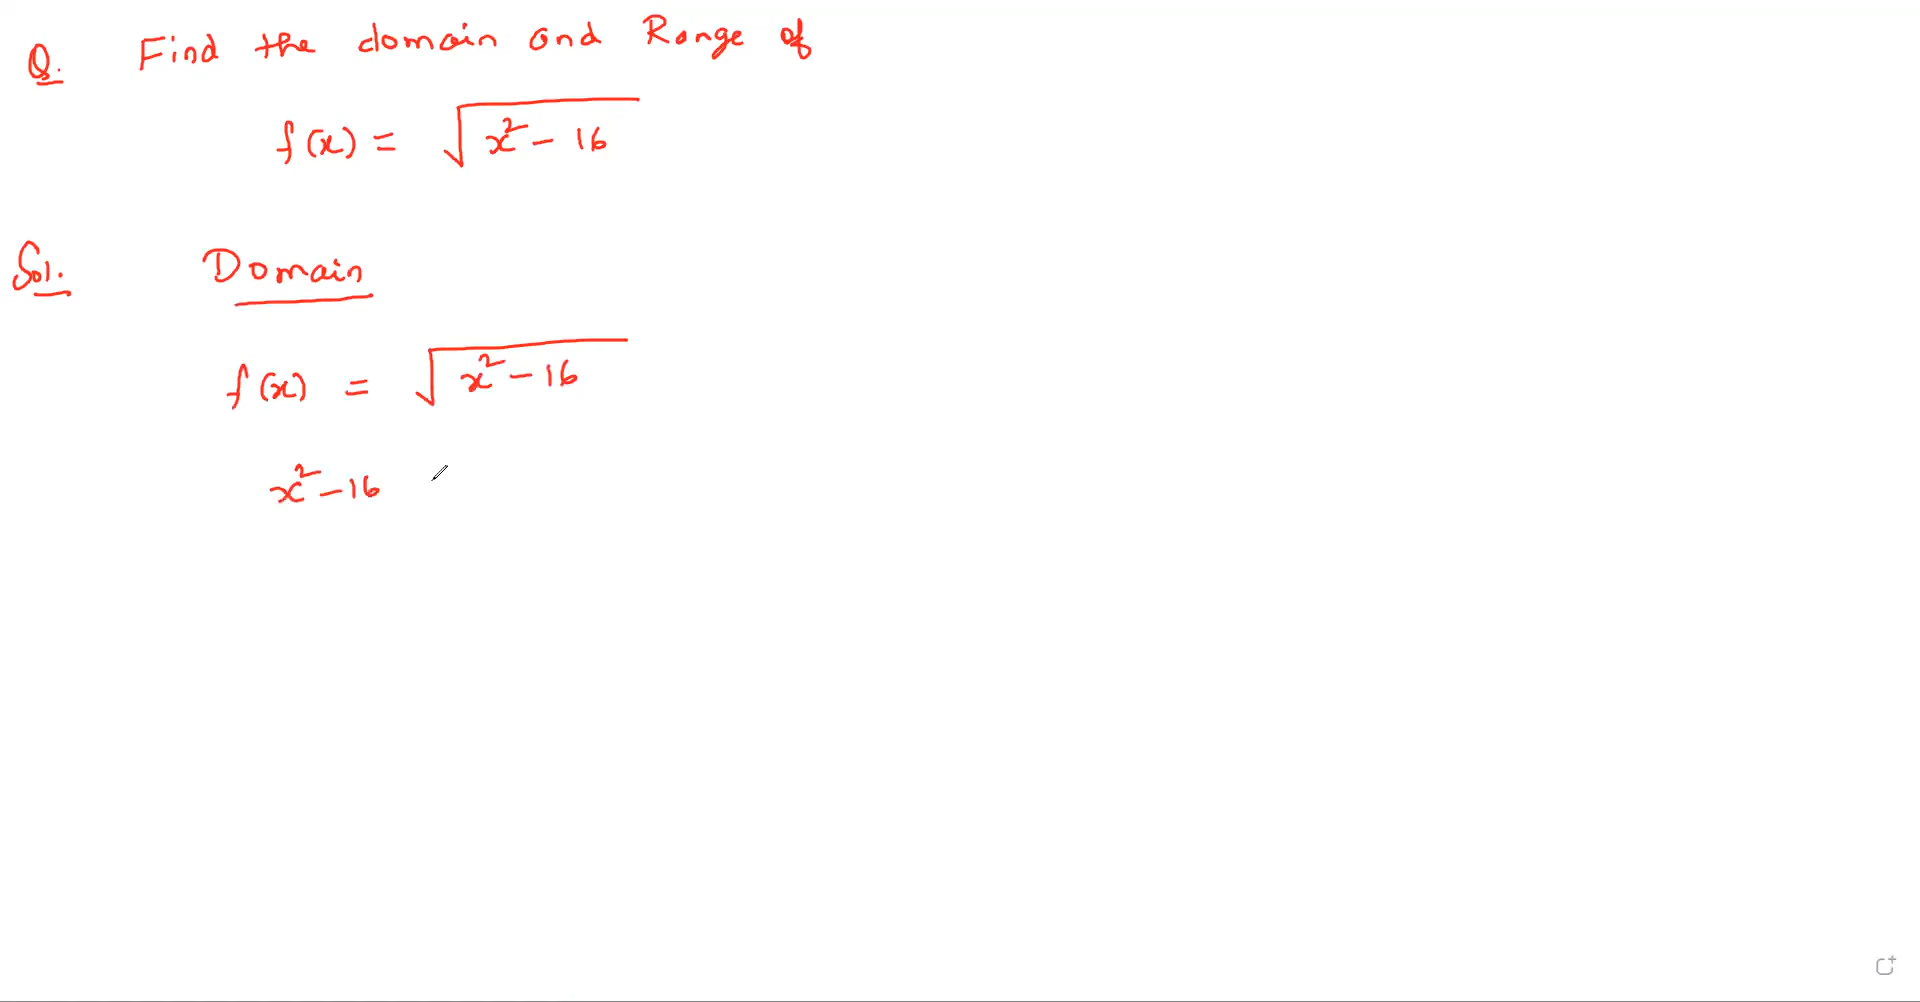 Q. Find the domain and Range of
f(x) = √(x² - 16)
Sol. Domain
f(x) = √(x² - 16)
x² - 16